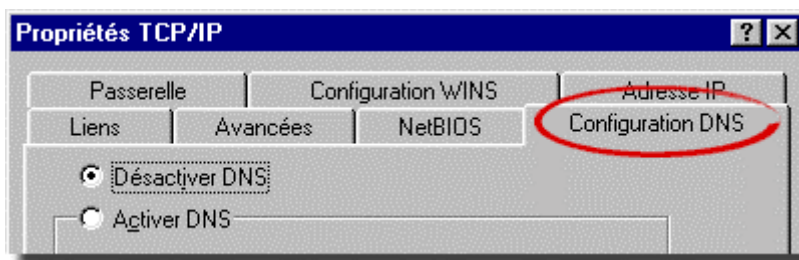 Propriétés TCP/IP
Passerelle Configuration WINS Adresse IP
Liens Avancées NetBIOS Configuration DNS
Désactiver DNS
Activer DNS